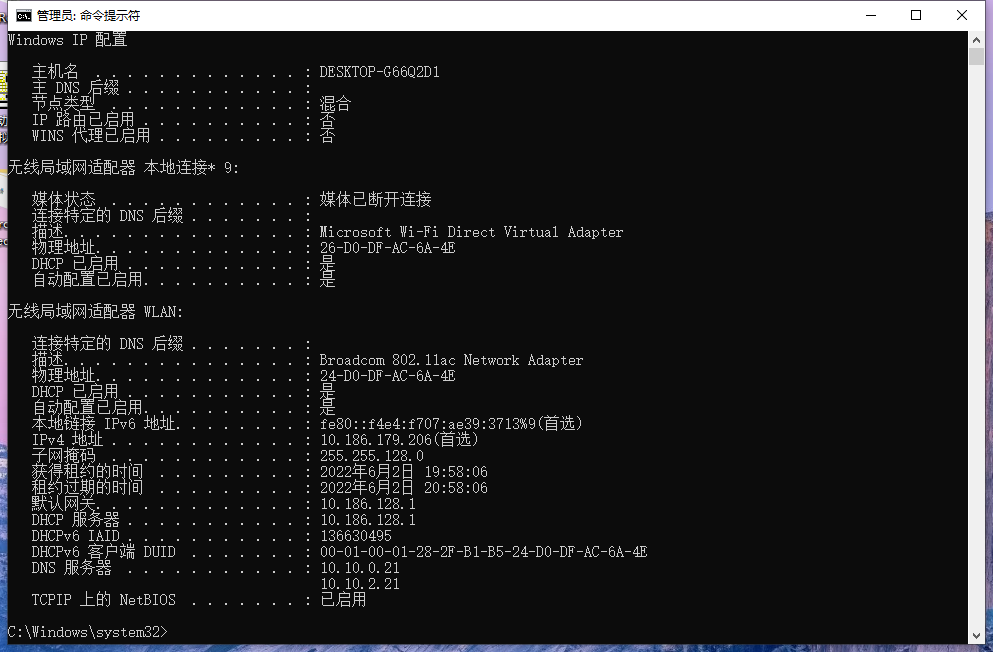 管理员: 命令提示符
Windows IP 配置
主机名 . . . . . . . . . . . . . : DESKTOP-G66Q2D1
主 DNS 后缀 . . . . . . . . . . . :
节点类型 . . . . . . . . . . . . : 混合
IP 路由已启用 . . . . . . . . . . : 否
WINS 代理已启用 . . . . . . . . . : 否
无线局域网适配器 本地连接* 9:
媒体状态 . . . . . . . . . . . . : 媒体已断开连接
连接特定的 DNS 后缀 . . . . . . . :
描述. . . . . . . . . . . . . . . : Microsoft Wi-Fi Direct Virtual Adapter
物理地址. . . . . . . . . . . . . : 26-D0-DF-AC-6A-4E
DHCP 已启用 . . . . . . . . . . . : 是
自动配置已启用. . . . . . . . . . : 是
无线局域网适配器 WLAN:
连接特定的 DNS 后缀 . . . . . . . :
描述. . . . . . . . . . . . . . . : Broadcom 802.11ac Network Adapter
物理地址. . . . . . . . . . . . . : 24-D0-DF-AC-6A-4E
DHCP 已启用 . . . . . . . . . . . : 是
自动配置已启用. . . . . . . . . . : 是
本地链接 IPv6 地址. . . . . . . . : fe80::f4e4:f707:ae39:3713%9(首选)
IPv4 地址 . . . . . . . . . . . . : 10.186.179.206(首选)
子网掩码 . . . . . . . . . . . . : 255.255.128.0
获得租约的时间 . . . . . . . . . : 2022年6月2日 19:58:06
租约过期的时间 . . . . . . . . . : 2022年6月2日 20:58:06
默认网关. . . . . . . . . . . . . : 10.186.128.1
DHCP 服务器 . . . . . . . . . . . : 10.186.128.1
DHCPv6 IAID . . . . . . . . . . . : 136630495
DHCPv6 客户端 DUID . . . . . . . : 00-01-00-01-28-2F-B1-B5-24-D0-DF-AC-6A-4E
DNS 服务器 . . . . . . . . . . . : 10.10.0.21
10.10.2.21
TCPIP 上的 NetBIOS . . . . . . . : 已启用
C:\Windows\system32>